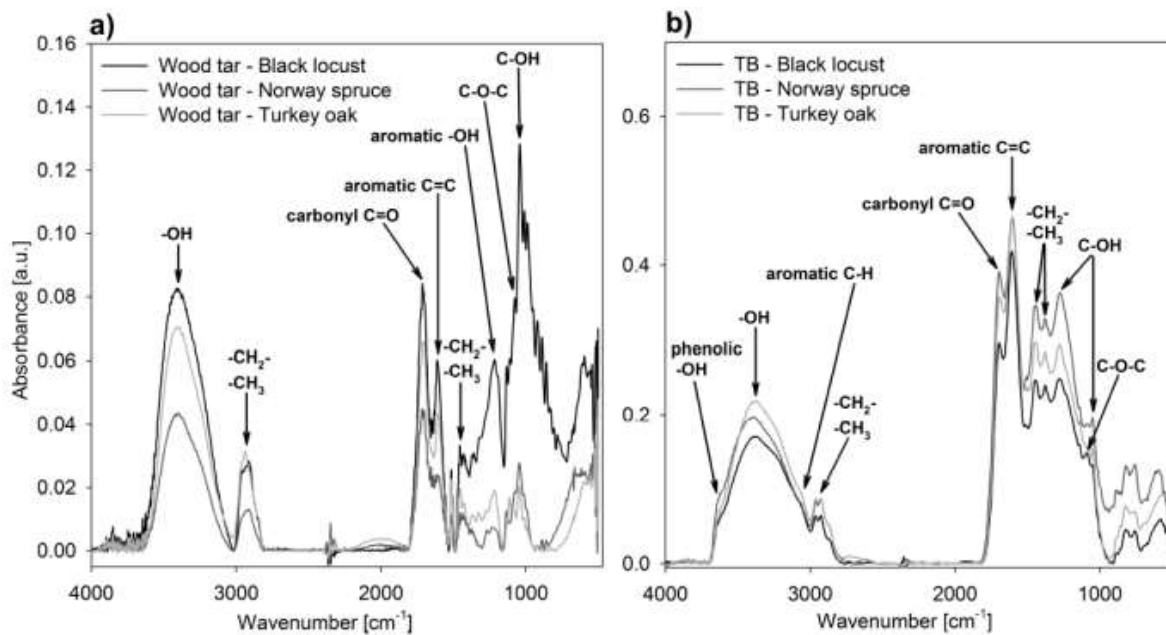 a)
0.16
0.14
0.12
0.10
0.08
0.06
0.04
0.02
0.00
Absorbance [a.u.]
Wood tar - Black locust
Wood tar - Norway spruce
Wood tar - Turkey oak
C-OH
C-O-C
aromatic -OH
aromatic C=C
carbonyl C=O
-OH
-CH₂-
-CH₃
-CH₂-
-CH₃
4000
3000
2000
1000
Wavenumber [cm⁻¹]
b)
0.6
0.4
0.2
0.0
TB - Black locust
TB - Norway spruce
TB - Turkey oak
aromatic C=C
carbonyl C=O
-CH₂-
-CH₃
C-OH
aromatic C-H
-OH
phenolic
-OH
C-O-C
-CH₂-
-CH₃
4000
3000
2000
1000
Wavenumber [cm⁻¹]